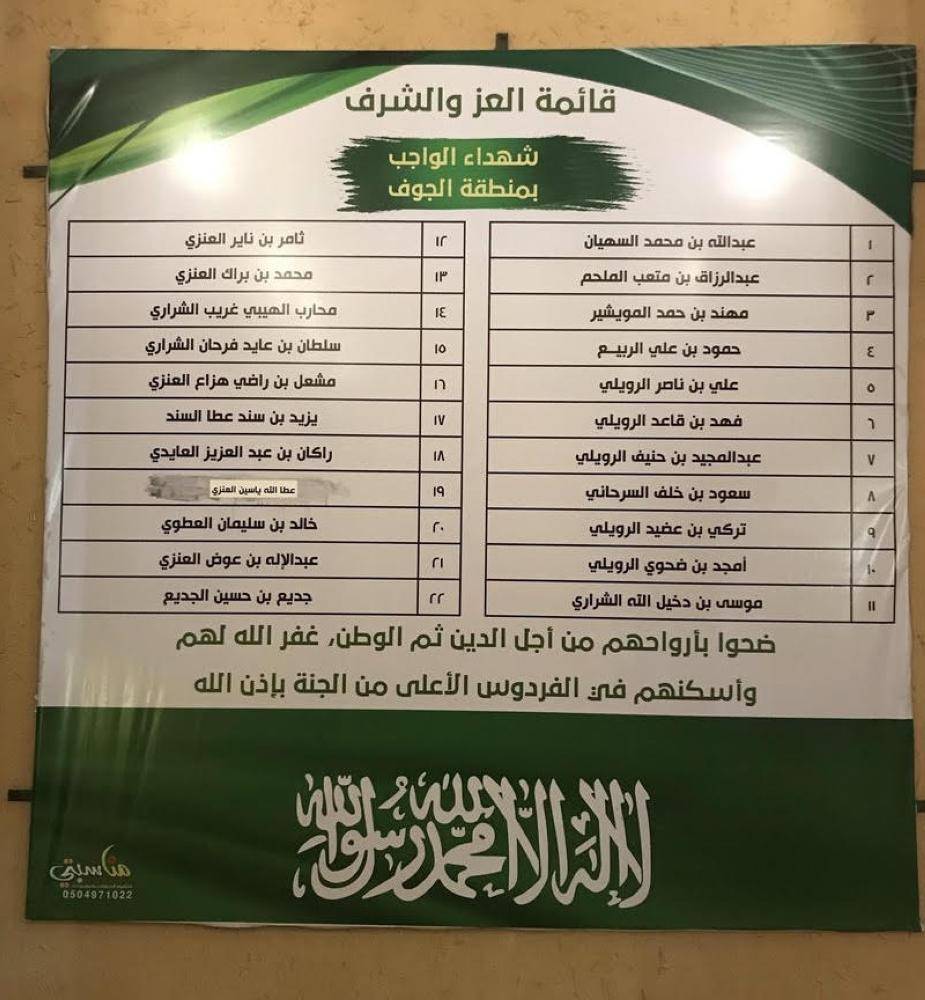 قائمة العز والشرف
شهداء الواجب
بمنطقة الجوف
١ عبدالله بن محمد السهيان
٢ عبدالرزاق بن متعب الملحم
٣ مهند بن حمد المويشير
٤ حمود بن علي الربيــع
٥ علي بن ناصر الرويلي
٦ فهد بن قاعد الرويلي
٧ عبدالمجيد بن حنيف الرويلي
٨ سعود بن خلف السرحاني
٩ تركي بن عضيد الرويلي
١٠ أمجد بن ضحوي الرويلي
١١ موسى بن دخيل الله الشراري
١٢ ثامر بن ناير العنزي
١٣ محمد بن براك العنزي
١٤ محارب الهيبي غريب الشراري
١٥ سلطان بن عايد فرحان الشراري
١٦ مشعل بن راضي هزاع العنزي
١٧ يزيد بن سند عطا السند
١٨ راكان بن عبد العزيز العايدي
١٩ عطا الله ياسين العنزي
٢٠ خالد بن سليمان العطوي
٢١ عبدالإله بن عوض العنزي
٢٢ جديع بن حسين الجديع
ضحوا بأرواحهم من أجل الدين ثم الوطن، غفر الله لهم
وأسكنهم في الفردوس الأعلى من الجنة بإذن الله
لا إله إلا الله محمد رسول الله
مناسبتي
0504971022